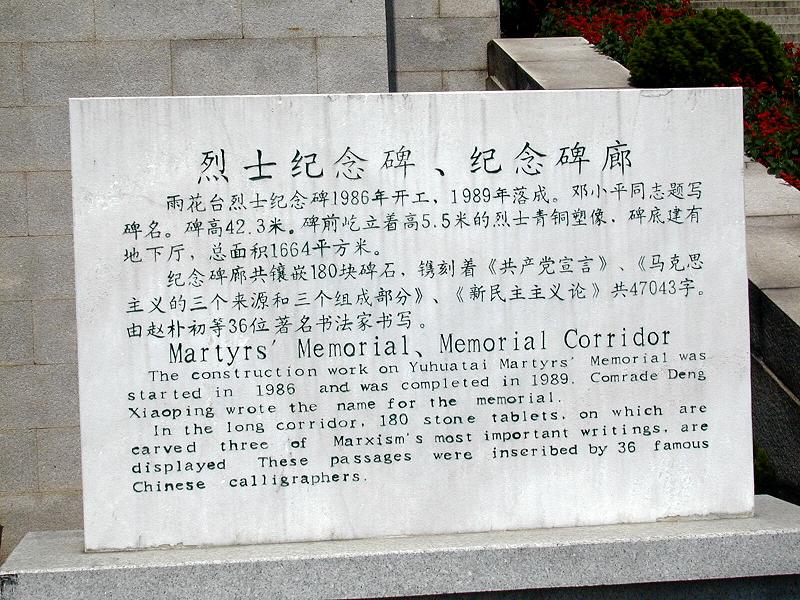 烈士纪念碑、纪念碑廊
雨花台烈士纪念碑1986年开工，1989年落成。邓小平同志题写
碑名。碑高42.3米。碑前屹立着高5.5米的烈士青铜塑像，碑底建有
地下厅，总面积1664平方米。
纪念碑廊共镶嵌180块碑石，镌刻着《共产党宣言》、《马克思
主义的三个来源和三个组成部分》、《新民主主义论》共47043字。
由赵朴初等36位著名书法家书写。
Martyrs' Memorial、Memorial Corridor
The construction work on Yuhuatai Martyrs' Memorial was
started in 1986 and was completed in 1989. Comrade Deng
Xiaoping wrote the name for the memorial.
In the long corridor, 180 stone tablets, on which are
carved three of Marxism's most important writings, are
displayed These passages were inscribed by 36 famous
Chinese calligraphers.